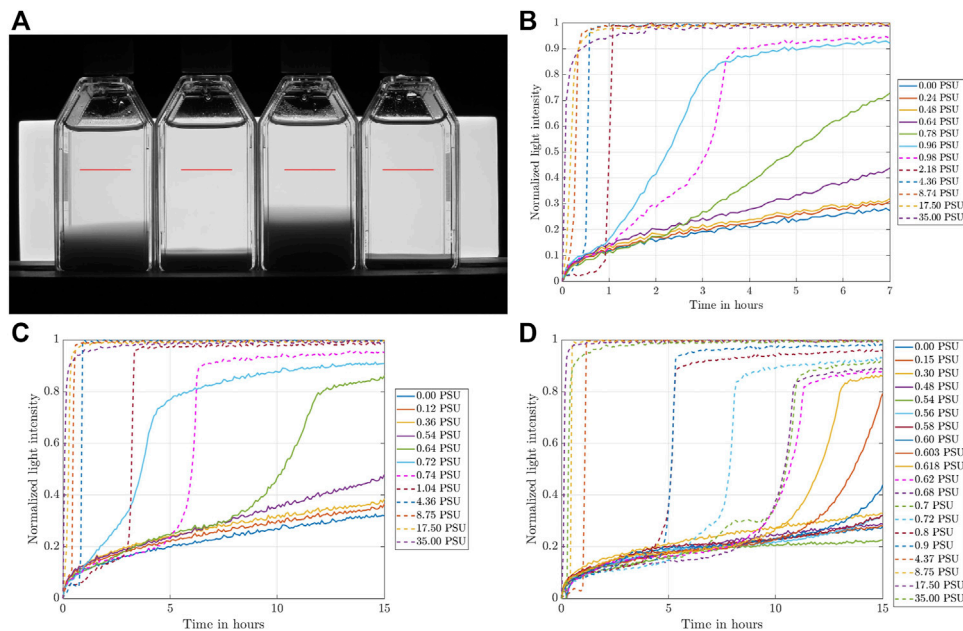 A
B
Normalized light intensity
1
0.9
0.8
0.7
0.6
0.5
0.4
0.3
0.2
0.1
0
0 1 2 3 4 5 6 7
Time in hours
0.00 PSU
0.24 PSU
0.48 PSU
0.64 PSU
0.78 PSU
0.96 PSU
0.98 PSU
2.18 PSU
4.36 PSU
8.74 PSU
17.50 PSU
35.00 PSU
C
Normalized light intensity
1
0.8
0.6
0.4
0.2
0
0 5 10 15
Time in hours
0.00 PSU
0.12 PSU
0.36 PSU
0.54 PSU
0.64 PSU
0.72 PSU
0.74 PSU
1.04 PSU
4.36 PSU
8.75 PSU
17.50 PSU
35.00 PSU
D
Normalized light intensity
1
0.8
0.6
0.4
0.2
0
0 5 10 15
Time in hours
0.00 PSU
0.15 PSU
0.30 PSU
0.48 PSU
0.54 PSU
0.56 PSU
0.58 PSU
0.60 PSU
0.603 PSU
0.618 PSU
0.62 PSU
0.68 PSU
0.7 PSU
0.72 PSU
0.8 PSU
0.9 PSU
4.37 PSU
8.75 PSU
17.50 PSU
35.00 PSU